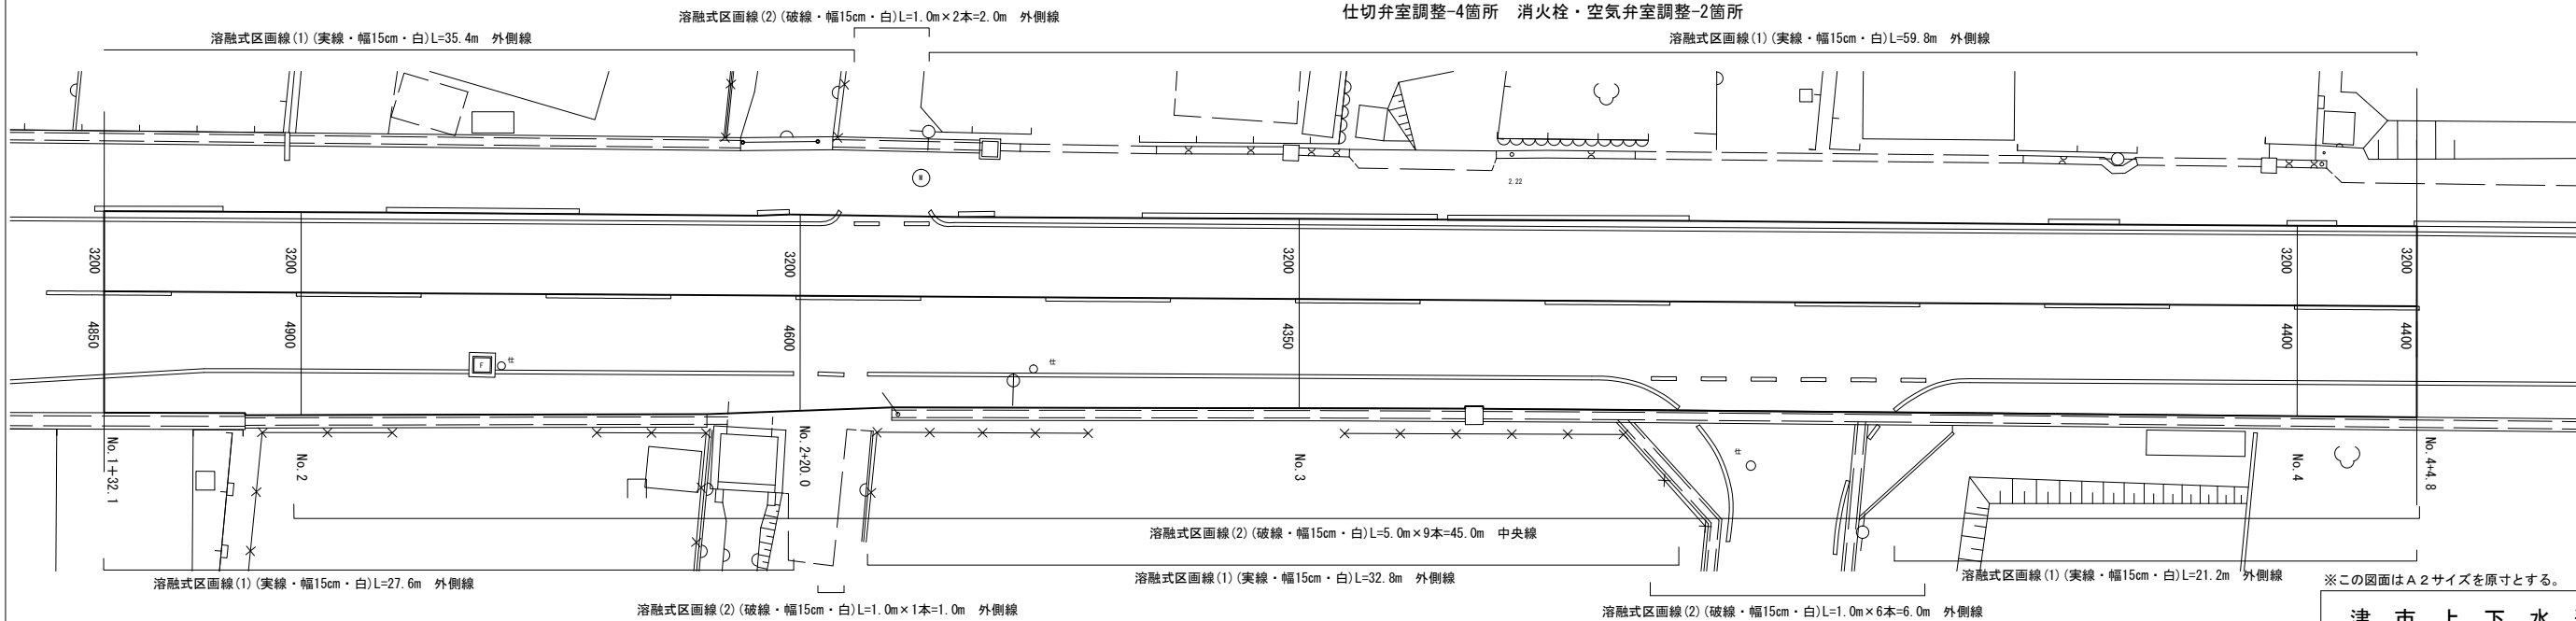 仕切弁室調整-4箇所 消火栓・空気弁室調整-2箇所
溶融式区画線(2)(破線・幅15cm・白)L=1.0m×2本=2.0m 外側線
溶融式区画線(1)(実線・幅15cm・白)L=35.4m 外側線
溶融式区画線(1)(実線・幅15cm・白)L=59.8m 外側線
M
2.22
3200
3200
3200
3200
3200
3200
4850
4900
4600
4350
4400
4400
F
仕
仕
仕
No.1+32.1
No.2
No.2+20.0
No.3
No.4
No.4+4.8
溶融式区画線(2)(破線・幅15cm・白)L=5.0m×9本=45.0m 中央線
溶融式区画線(1)(実線・幅15cm・白)L=27.6m 外側線
溶融式区画線(1)(実線・幅15cm・白)L=32.8m 外側線
溶融式区画線(1)(実線・幅15cm・白)L=21.2m 外側線
※この図面はA2サイズを原寸とする。
溶融式区画線(2)(破線・幅15cm・白)L=1.0m×1本=1.0m 外側線
溶融式区画線(2)(破線・幅15cm・白)L=1.0m×6本=6.0m 外側線
津市上下水